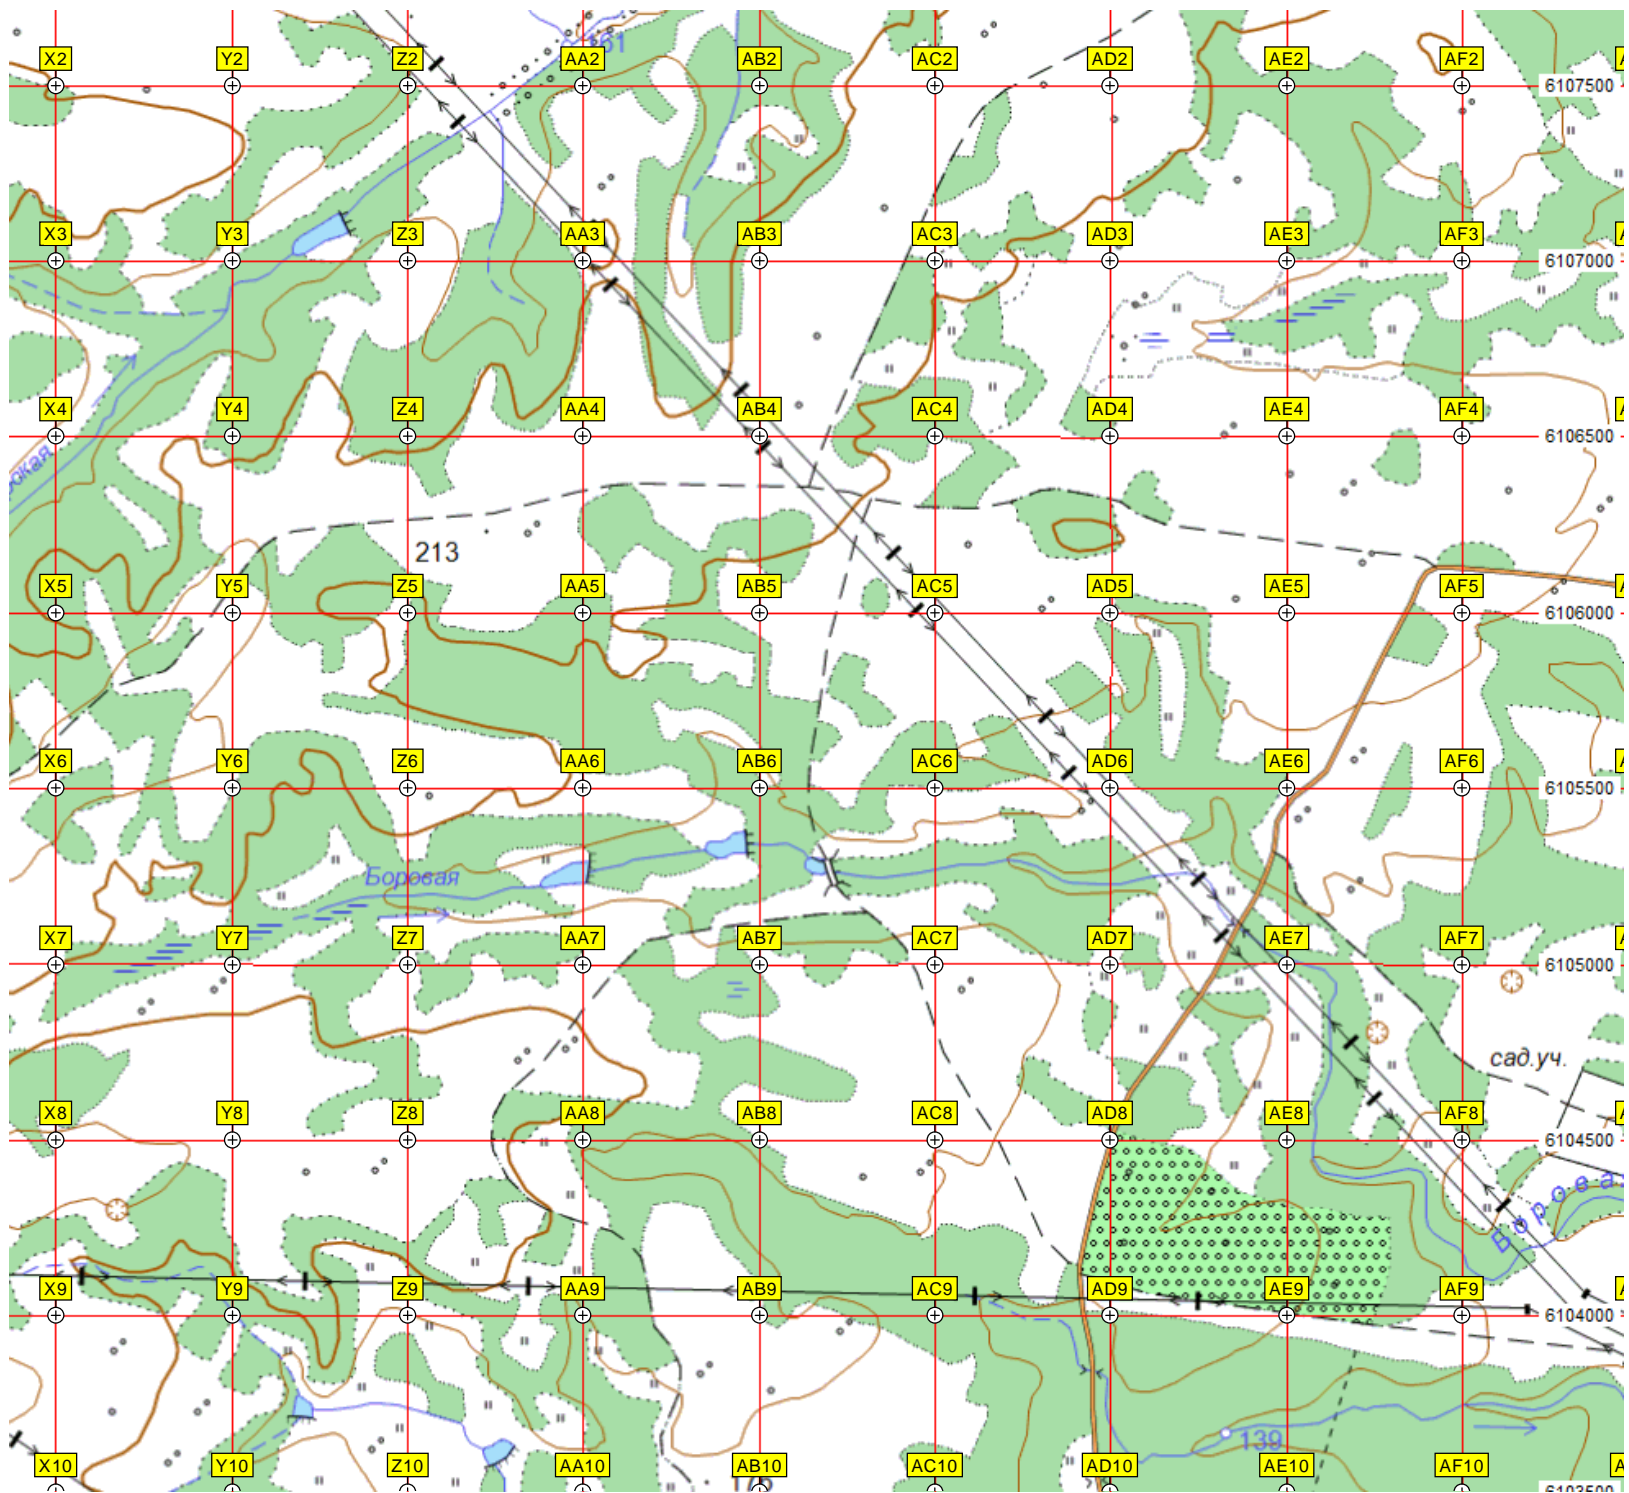 161
X2 Y2 Z2 AA2 AB2 AC2 AD2 AE2 AF2
6107500
X3 Y3 Z3 AA3 AB3 AC3 AD3 AE3 AF3
6107000
X4 Y4 Z4 AA4 AB4 AC4 AD4 AE4 AF4
6106500
213
X5 Y5 Z5 AA5 AB5 AC5 AD5 AE5 AF5
6106000
X6 Y6 Z6 AA6 AB6 AC6 AD6 AE6 AF6
6105500
Боровая
X7 Y7 Z7 AA7 AB7 AC7 AD7 AE7 AF7
6105000
сад.уч.
X8 Y8 Z8 AA8 AB8 AC8 AD8 AE8 AF8
6104500
Борова
X9 Y9 Z9 AA9 AB9 AC9 AD9 AE9 AF9
6104000
139
X10 Y10 Z10 AA10 AB10 AC10 AD10 AE10 AF10
6103500